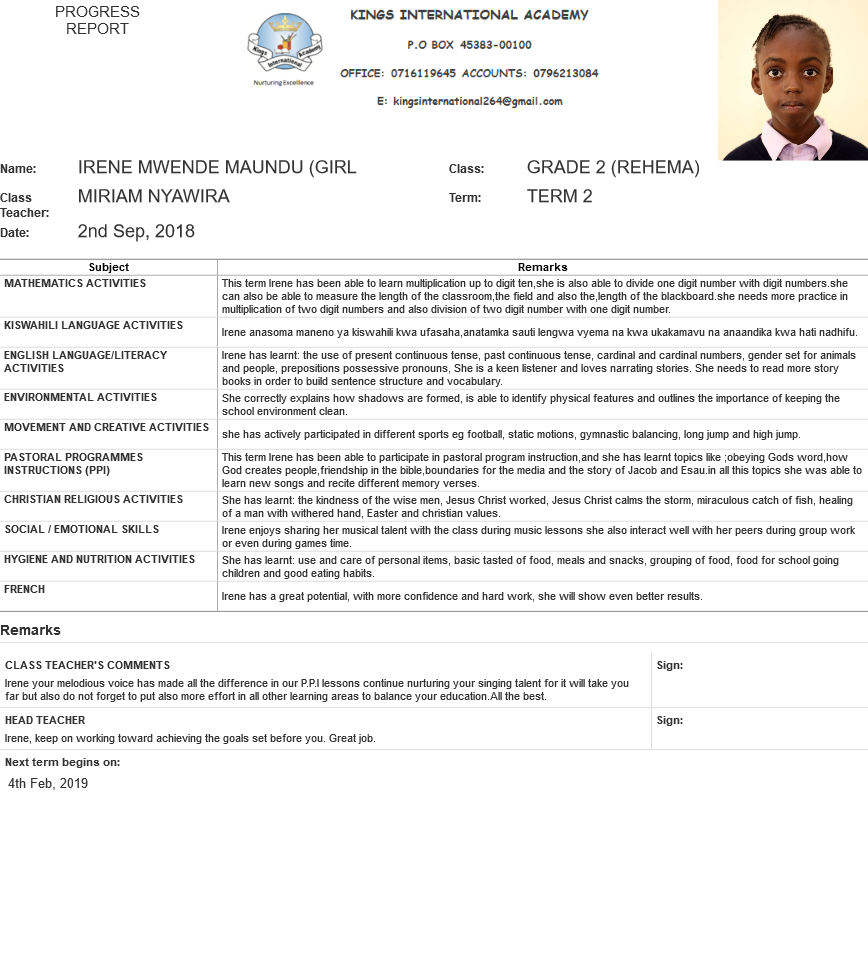 PROGRESS
REPORT
KINGS INTERNATIONAL ACADEMY
P.O BOX 45383-00100
OFFICE: 0716119645 ACCOUNTS: 0796213084
E: kingsinternational264@gmail.com
Kings International Academy
Nurturing Excellence
Name: IRENE MWENDE MAUNDU (GIRL
Class: GRADE 2 (REHEMA)
Class
Teacher: MIRIAM NYAWIRA
Term: TERM 2
Date: 2nd Sep, 2018
Subject Remarks
MATHEMATICS ACTIVITIES
This term Irene has been able to learn multiplication up to digit ten,she is also able to divide one digit number with digit numbers.she
can also be able to measure the length of the classroom,the field and also the,length of the blackboard.she needs more practice in
multiplication of two digit numbers and also division of two digit number with one digit number.
KISWAHILI LANGUAGE ACTIVITIES
Irene anasoma maneno ya kiswahili kwa ufasaha,anatamka sauti lengwa vyema na kwa ukakamavu na anaandika kwa hati nadhifu.
ENGLISH LANGUAGE/LITERACY
ACTIVITIES
Irene has learnt: the use of present continuous tense, past continuous tense, cardinal and cardinal numbers, gender set for animals
and people, prepositions possessive pronouns, She is a keen listener and loves narrating stories. She needs to read more story
books in order to build sentence structure and vocabulary.
ENVIRONMENTAL ACTIVITIES
She correctly explains how shadows are formed, is able to identify physical features and outlines the importance of keeping the
school environment clean.
MOVEMENT AND CREATIVE ACTIVITIES
she has actively participated in different sports eg football, static motions, gymnastic balancing, long jump and high jump.
PASTORAL PROGRAMMES
INSTRUCTIONS (PPI)
This term Irene has been able to participate in pastoral program instruction,and she has learnt topics like ;obeying Gods word,how
God creates people,friendship in the bible,boundaries for the media and the story of Jacob and Esau.in all this topics she was able to
learn new songs and recite different memory verses.
CHRISTIAN RELIGIOUS ACTIVITIES
She has learnt: the kindness of the wise men, Jesus Christ worked, Jesus Christ calms the storm, miraculous catch of fish, healing
of a man with withered hand, Easter and christian values.
SOCIAL / EMOTIONAL SKILLS
Irene enjoys sharing her musical talent with the class during music lessons she also interact well with her peers during group work
or even during games time.
HYGIENE AND NUTRITION ACTIVITIES
She has learnt: use and care of personal items, basic tasted of food, meals and snacks, grouping of food, food for school going
children and good eating habits.
FRENCH
Irene has a great potential, with more confidence and hard work, she will show even better results.
Remarks
CLASS TEACHER'S COMMENTS
Irene your melodious voice has made all the difference in our P.P.I lessons continue nurturing your singing talent for it will take you
far but also do not forget to put also more effort in all other learning areas to balance your education.All the best.
Sign:
HEAD TEACHER
Irene, keep on working toward achieving the goals set before you. Great job.
Sign:
Next term begins on:
4th Feb, 2019